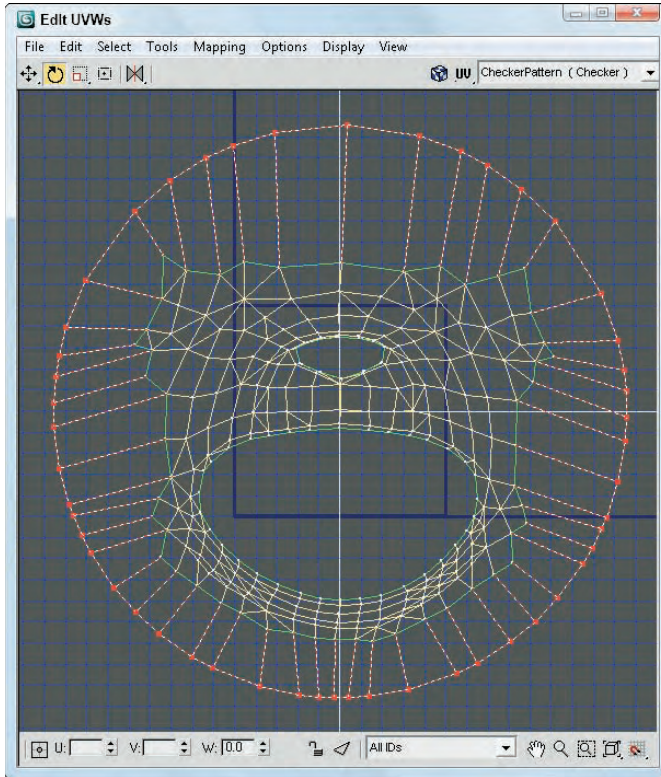 Edit UVWs
File Edit Select Tools Mapping Options Display View
UV CheckerPattern ( Checker )
U: V: W: 0.0 All IDs